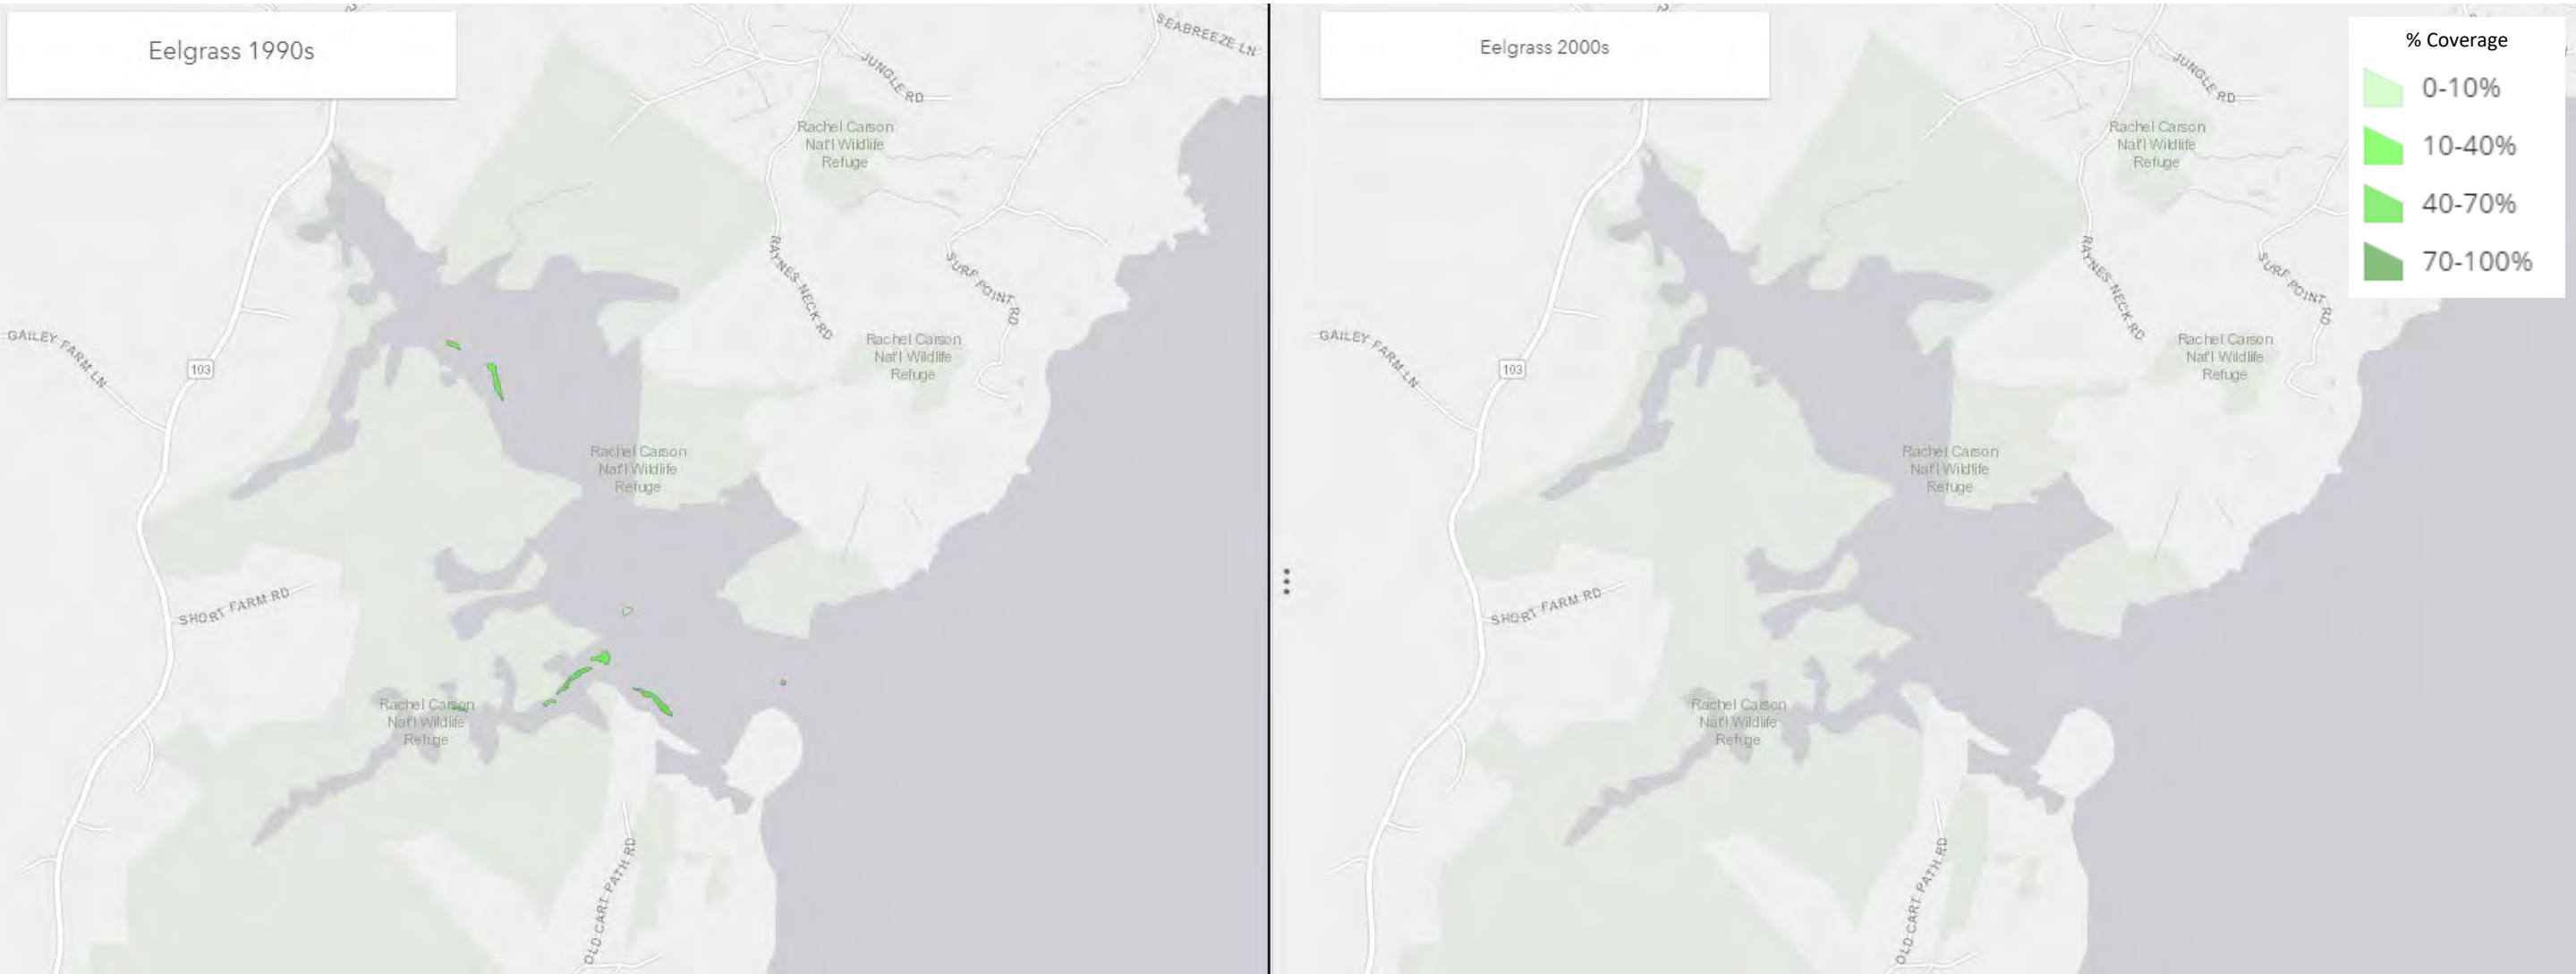 Eelgrass 1990s
SEABREEZE LN
JUNGLE RD
Rachel Carson
Nat'l Wildlife
Refuge
RAYNES NECK RD
SURF POINT RD
GAILEY FARM LN
103
Rachel Carson
Nat'l Wildlife
Refuge
Rachel Carson
Nat'l Wildlife
Refuge
SHORT FARM RD
Rachel Carson
Nat'l Wildlife
Refuge
OLD CART PATH RD
Eelgrass 2000s
JUNGLE RD
Rachel Carson
Nat'l Wildlife
Refuge
RAYNES NECK RD
SURF POINT RD
GAILEY FARM LN
103
Rachel Carson
Nat'l Wildlife
Refuge
Rachel Carson
Nat'l Wildlife
Refuge
SHORT FARM RD
Rachel Carson
Nat'l Wildlife
Refuge
OLD CART PATH RD
% Coverage
0-10%
10-40%
40-70%
70-100%